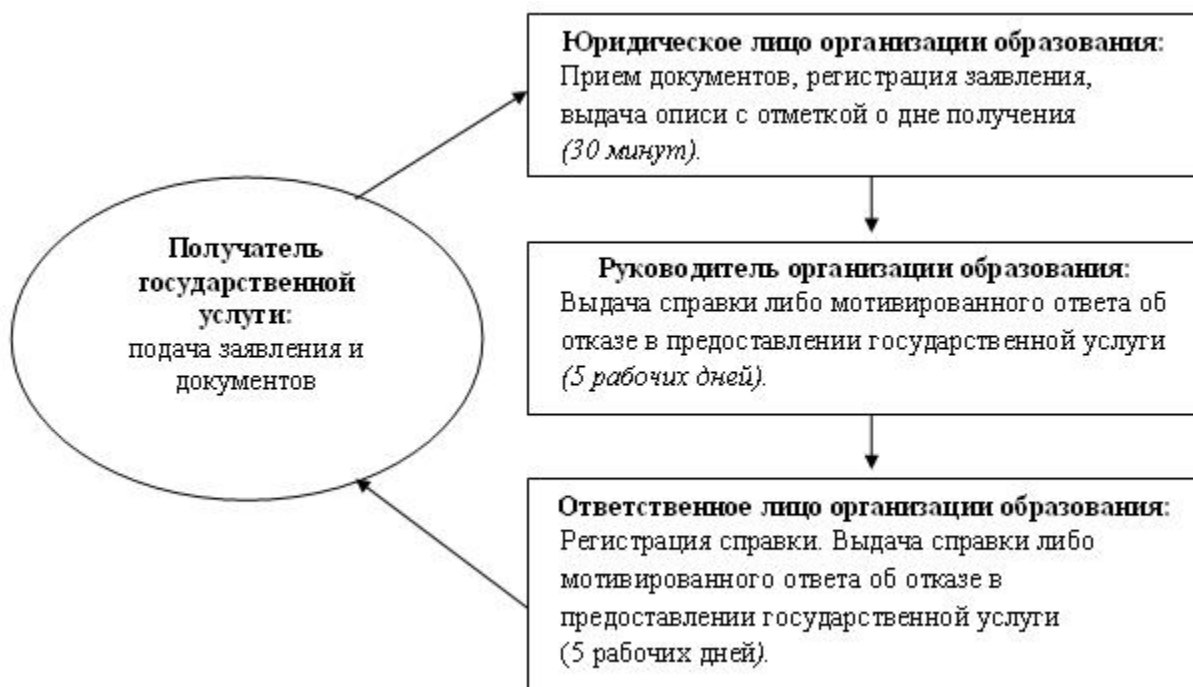 Получатель
государственной
услуги:
подача заявления и
документов
Юридическое лицо организации образования:
Прием документов, регистрация заявления,
выдача описи с отметкой о дне получения
(30 минут).
Руководитель организации образования:
Выдача справки либо мотивированного ответа об
отказе в предоставлении государственной услуги
(5 рабочих дней).
Ответственное лицо организации образования:
Регистрация справки. Выдача справки либо
мотивированного ответа об отказе в
предоставлении государственной услуги
(5 рабочих дней).